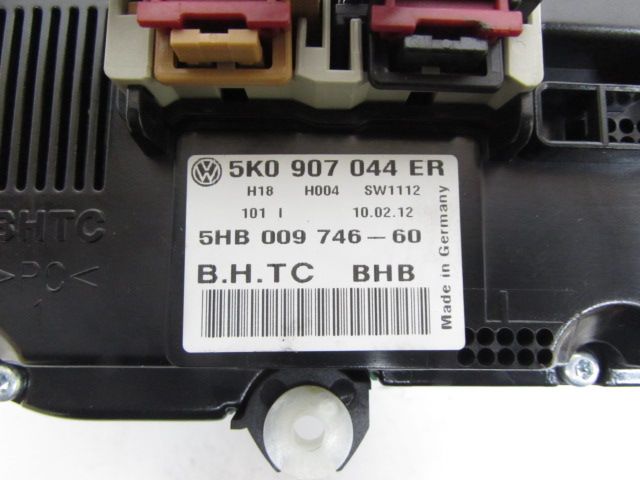 5K0 907 044 ER
H18 H004 SW1112
101 I 10.02.12
5HB 009 746-60
B.H.TC BHB
Made in Germany
BHTC
>PC<